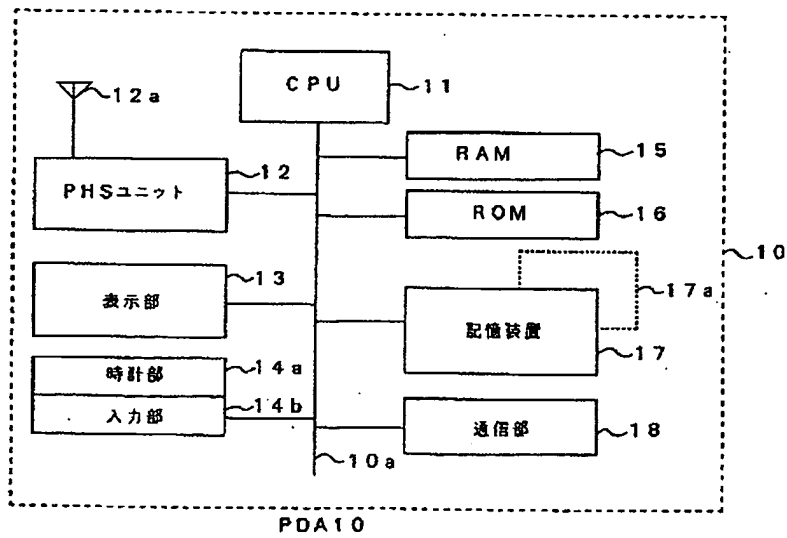 CPU
11
12a
PHSユニット
12
RAM
15
ROM
16
10
表示部
13
17a
記憶装置
17
時計部
14a
入力部
14b
通信部
18
10a
PDA10